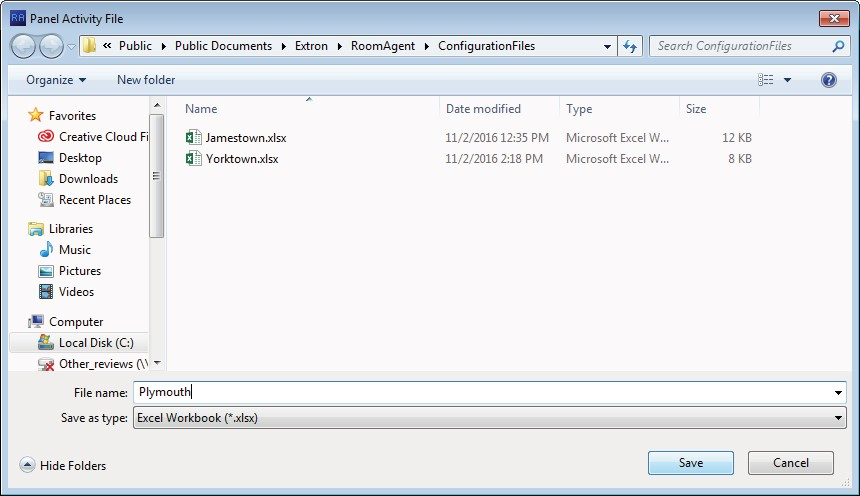 RA Panel Activity File
« Public Public Documents Extron RoomAgent ConfigurationFiles Search ConfigurationFiles
Organize New folder ?
Name Date modified Type Size
Favorites
Creative Cloud Fi
Desktop
Downloads
Recent Places
Libraries
Music
Pictures
Videos
Computer
Local Disk (C:)
Other_reviews (\\
Jamestown.xlsx 11/2/2016 12:35 PM Microsoft Excel W... 12 KB
Yorktown.xlsx 11/2/2016 2:18 PM Microsoft Excel W... 8 KB
File name: Plymouth
Save as type: Excel Workbook (*.xlsx)
Hide Folders Save Cancel